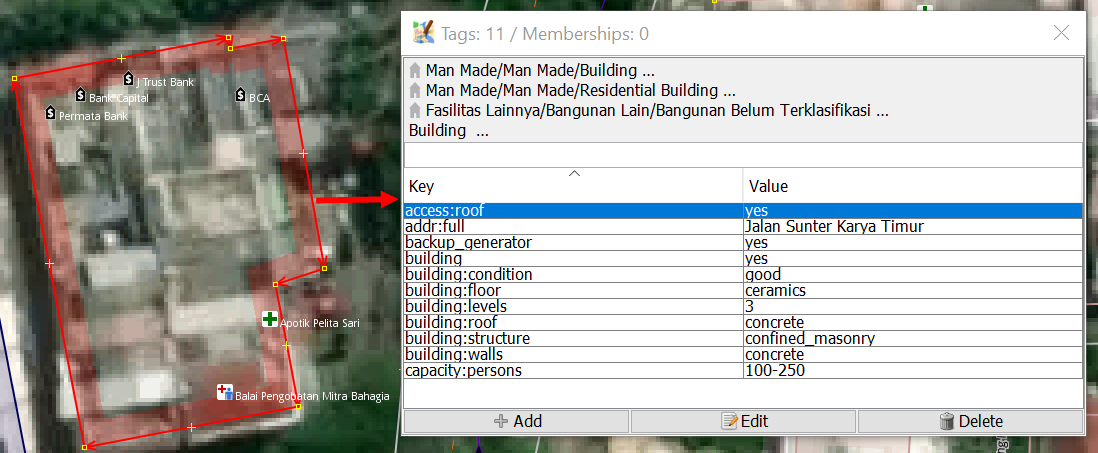 J Trust Bank
Bank Capital
BCA
Permata Bank
Apotik Pelita Sari
Balai Pengobatan Mitra Bahagia
Tags: 11 / Memberships: 0
Man Made/Man Made/Building ...
Man Made/Man Made/Residential Building ...
Fasilitas Lainnya/Bangunan Lain/Bangunan Belum Terklasifikasi ...
Building ...
Key Value
access:roof yes
addr:full Jalan Sunter Karya Timur
backup_generator yes
building yes
building:condition good
building:floor ceramics
building:levels 3
building:roof concrete
building:structure confined_masonry
building:walls concrete
capacity:persons 100-250
Add Edit Delete